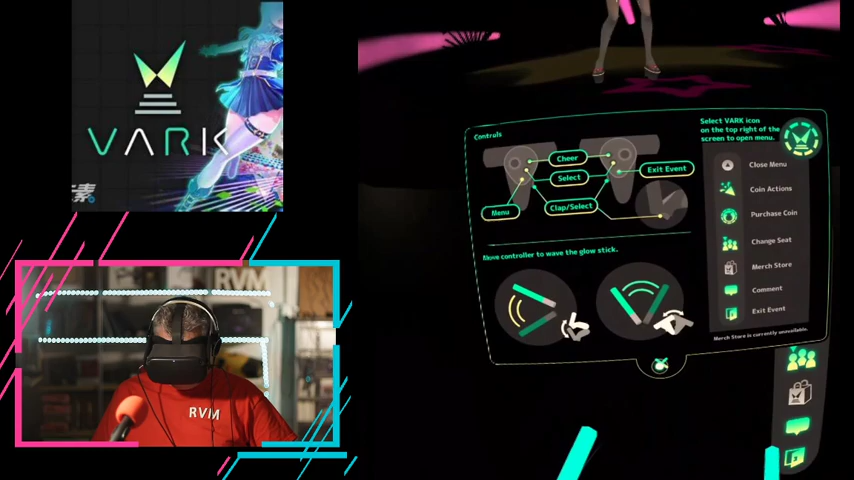 VARK
素
RVM
RVM
Controls
Cheer
Select
Exit Event
Menu
Clap/Select
Move controller to wave the glow stick.
Select VARK icon
on the top right of the
screen to open menu.
Close Menu
Coin Actions
Purchase Coin
Change Seat
Merch Store
Comment
Exit Event
Merch Store is currently unavailable.